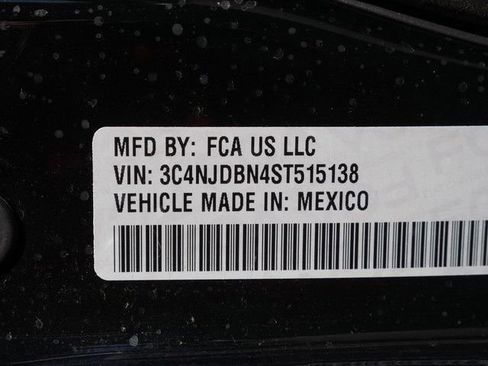 MFD BY: FCA US LLC
VIN: 3C4NJDBN4ST515138
VEHICLE MADE IN: MEXICO